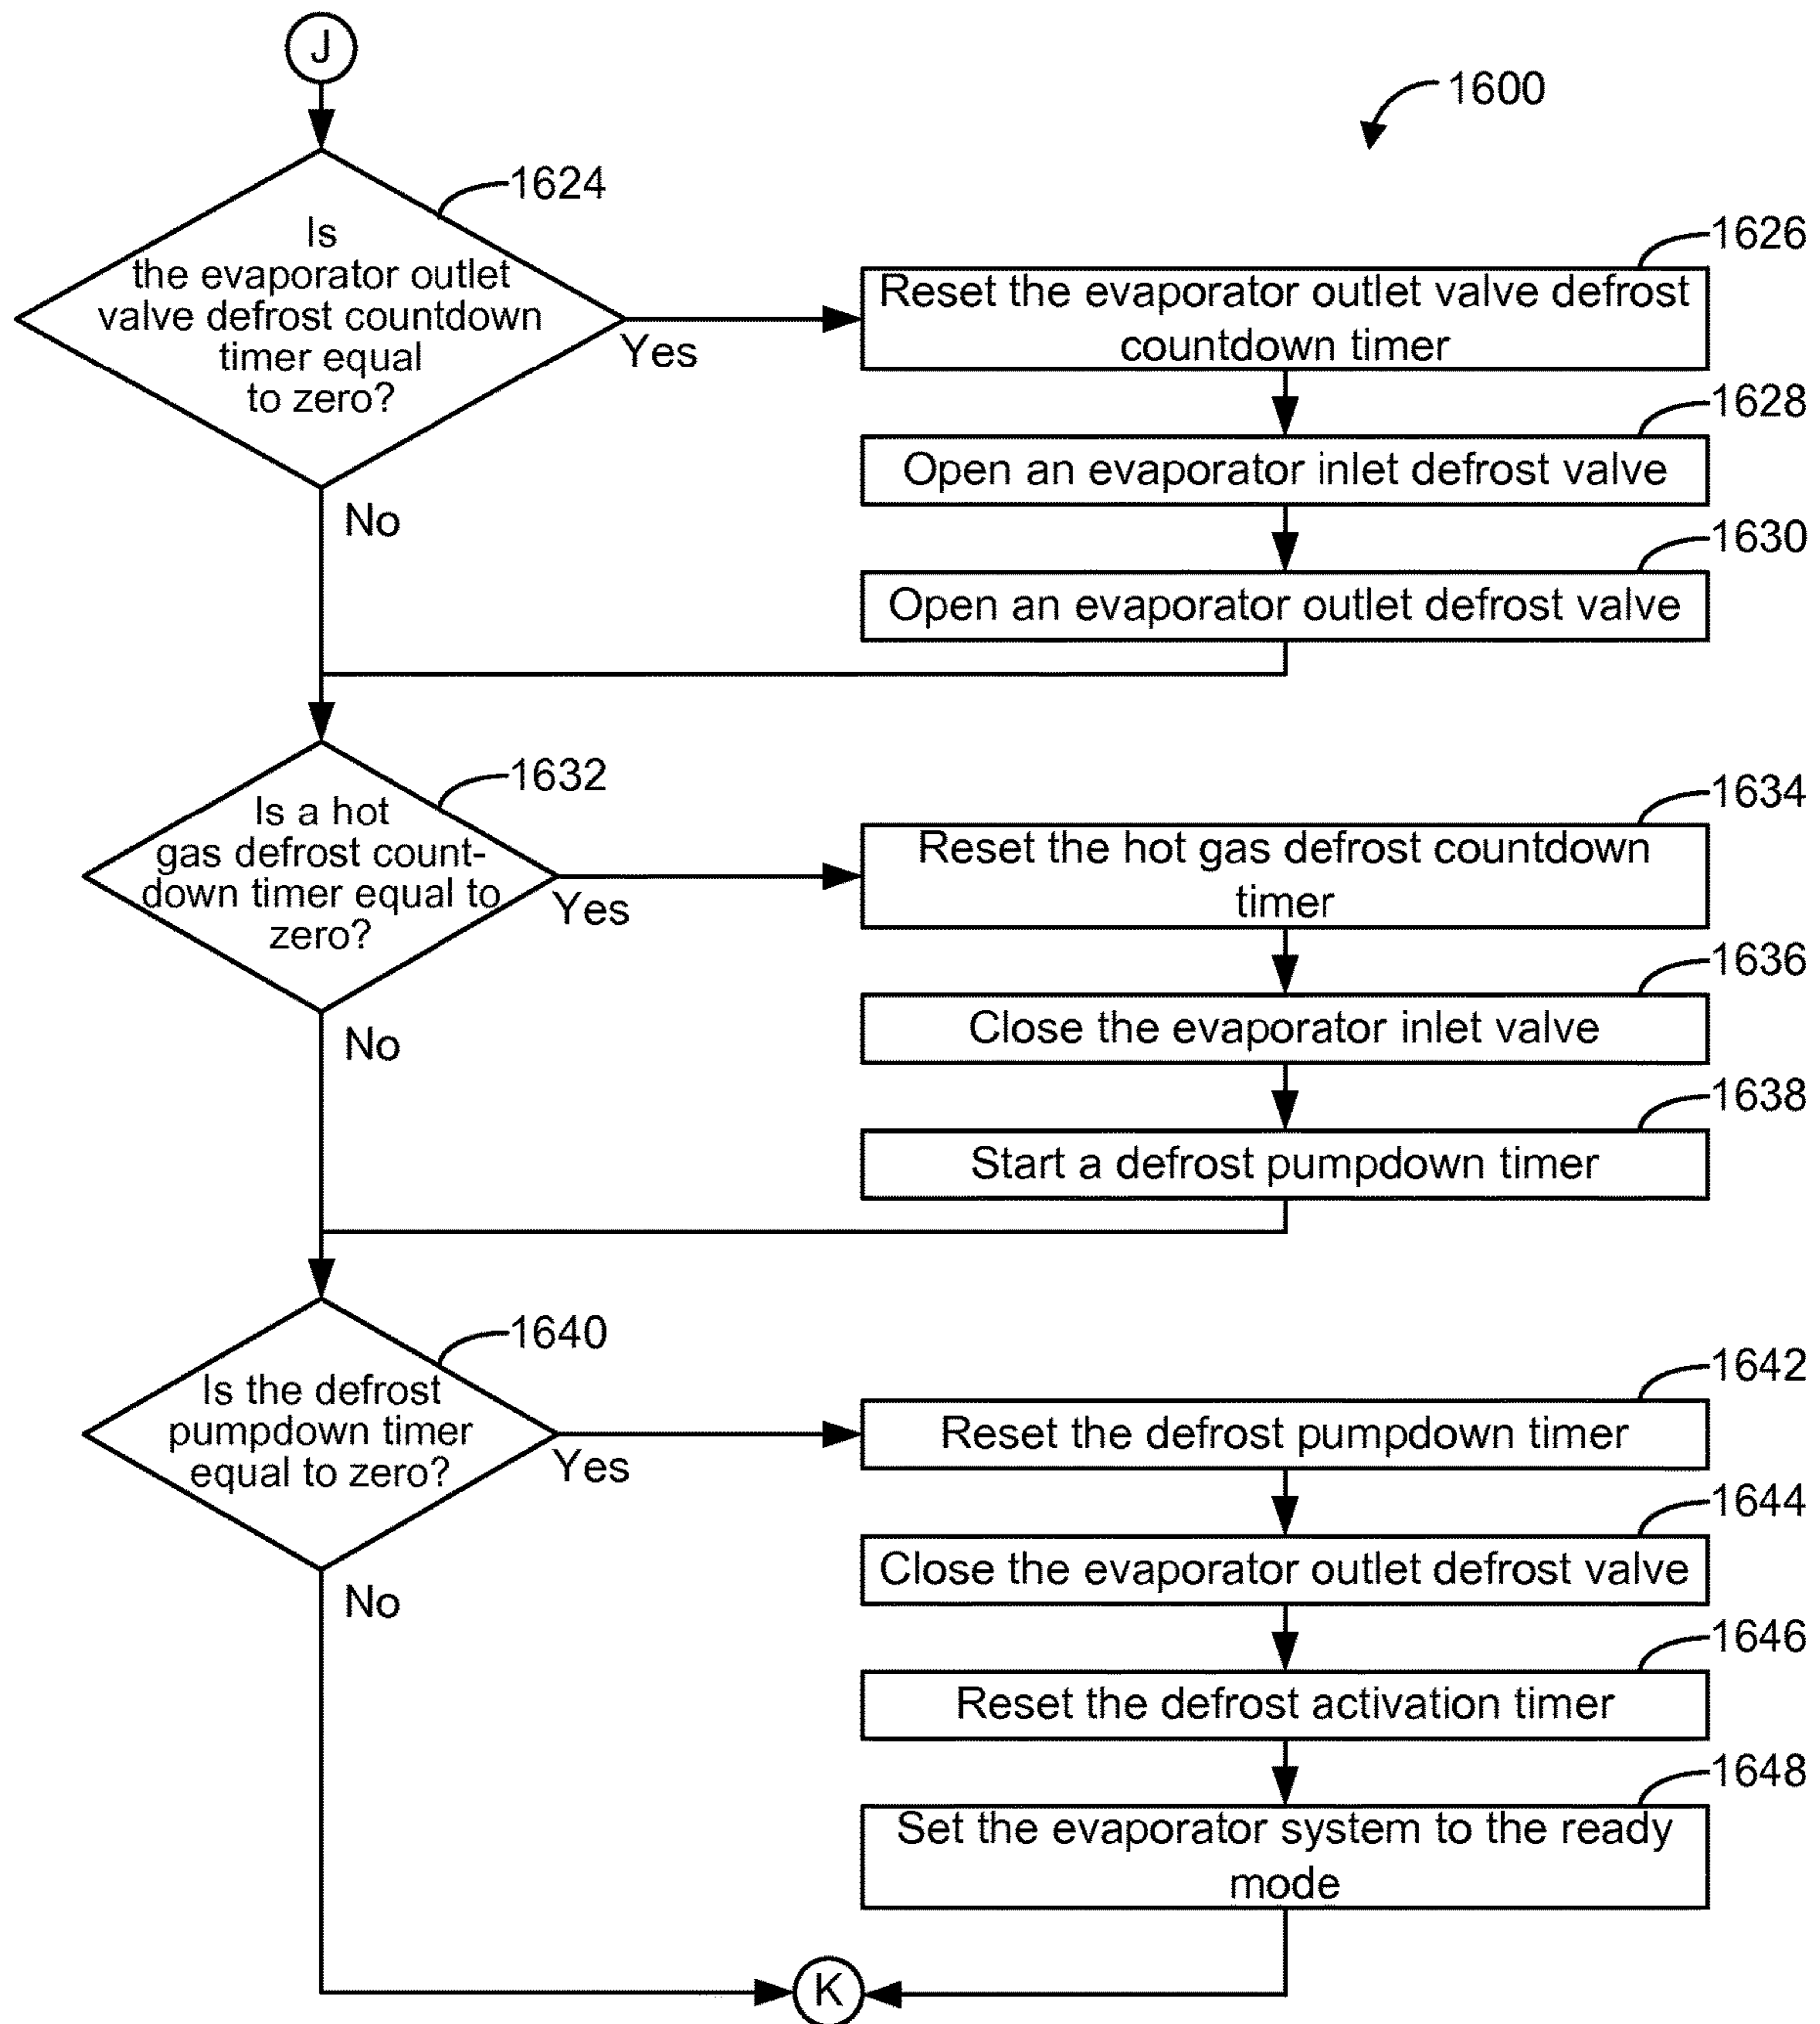 J
1600
1624
Is
the evaporator outlet
valve defrost countdown
timer equal
to zero?
Yes
No
1626
Reset the evaporator outlet valve defrost
countdown timer
1628
Open an evaporator inlet defrost valve
1630
Open an evaporator outlet defrost valve
1632
Is a hot
gas defrost count-
down timer equal to
zero?
Yes
No
1634
Reset the hot gas defrost countdown
timer
1636
Close the evaporator inlet valve
1638
Start a defrost pumpdown timer
1640
Is the defrost
pumpdown timer
equal to zero?
Yes
No
1642
Reset the defrost pumpdown timer
1644
Close the evaporator outlet defrost valve
1646
Reset the defrost activation timer
1648
Set the evaporator system to the ready
mode
K